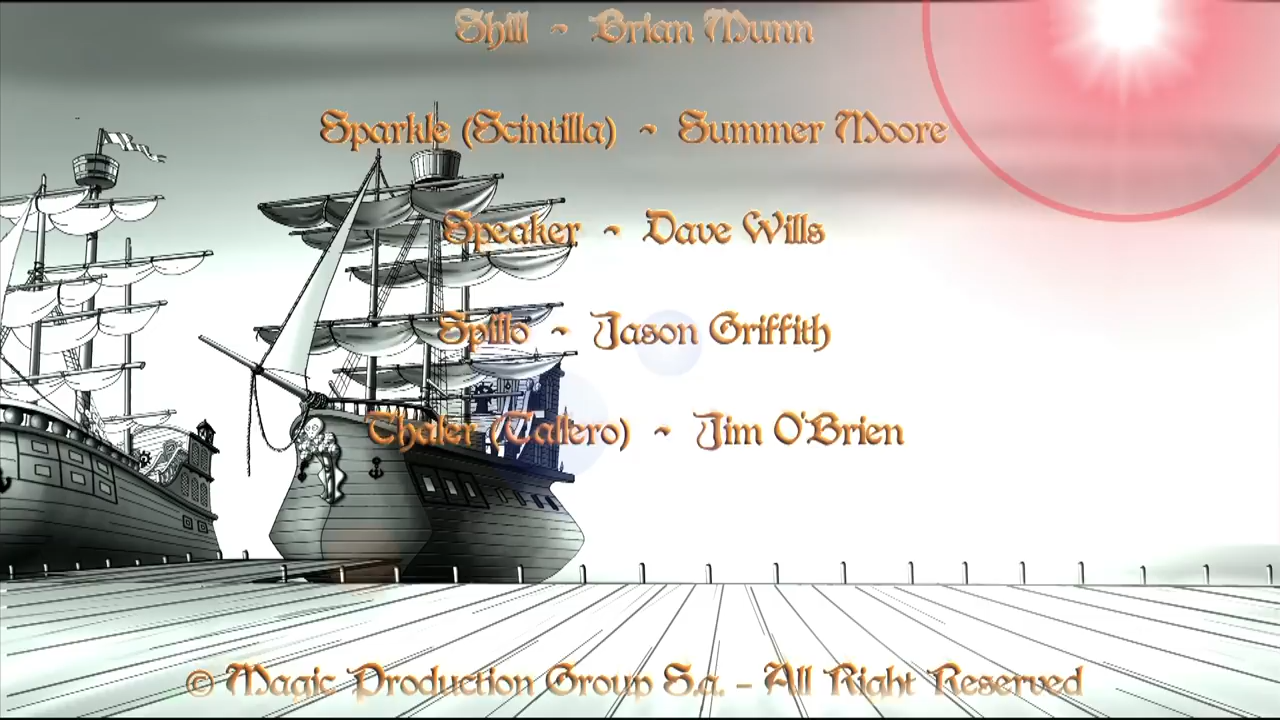 Shill ~ Brian Munn
Sparkle (Scintilla) ~ Summer Moore
Speaker ~ Dave Wills
Spillo ~ Jason Griffith
Thaler (Tallero) ~ Jim O'Brien
© Magic Production Group S.a. - All Right Reserved